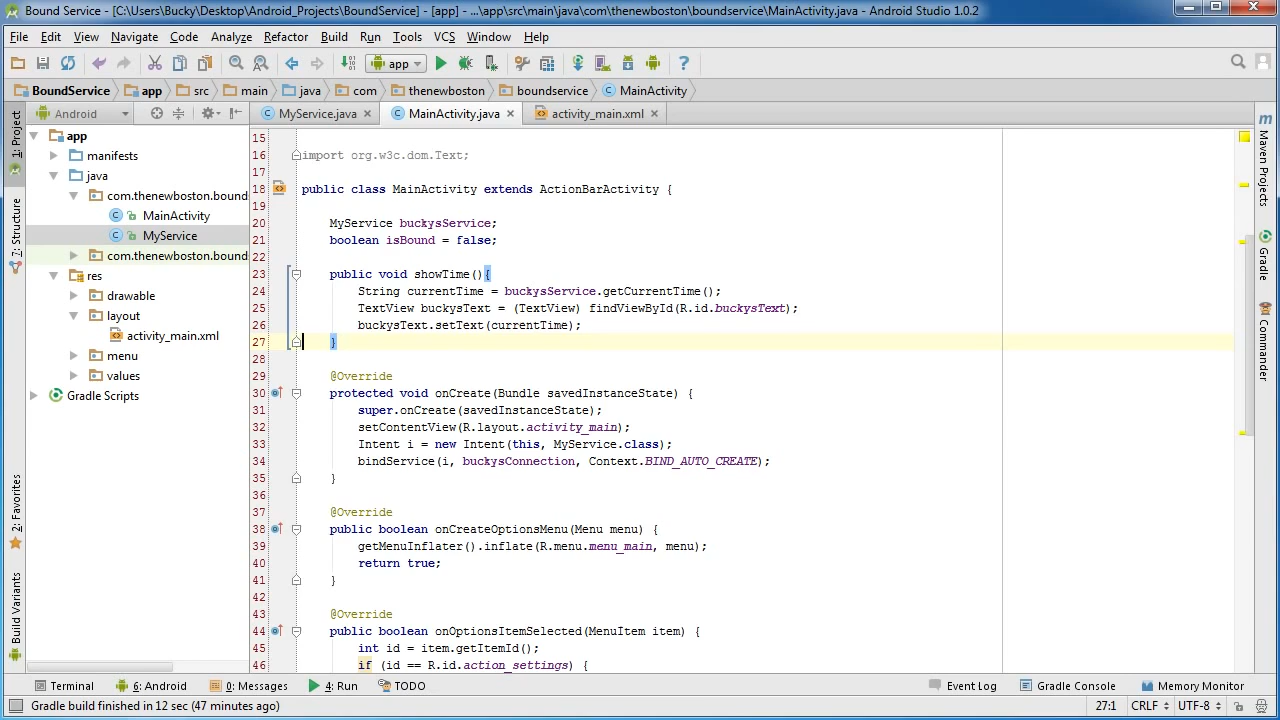 Bound Service - [C:\Users\Bucky\Desktop\Android_Projects\BoundService] - [app] - ...\app\src\main\java\com\thenewboston\boundservice\MainActivity.java - Android Studio 1.0.2
File Edit View Navigate Code Analyze Refactor Build Run Tools VCS Window Help
app
BoundService app src main java com thenewboston boundservice MainActivity
Android MyService.java MainActivity.java activity_main.xml
1: Project
7: Structure
2: Favorites
Build Variants
app
manifests
java
com.thenewboston.bound
MainActivity
MyService
com.thenewboston.bound
res
drawable
layout
activity_main.xml
menu
values
Gradle Scripts
15
16 import org.w3c.dom.Text;
17
18 public class MainActivity extends ActionBarActivity {
19
20 MyService buckysService;
21 boolean isBound = false;
22
23 public void showTime(){
24 String currentTime = buckysService.getCurrentTime();
25 TextView buckysText = (TextView) findViewById(R.id.buckysText);
26 buckysText.setText(currentTime);
27 }
28
29 @Override
30 protected void onCreate(Bundle savedInstanceState) {
31 super.onCreate(savedInstanceState);
32 setContentView(R.layout.activity_main);
33 Intent i = new Intent(this, MyService.class);
34 bindService(i, buckysConnection, Context.BIND_AUTO_CREATE);
35 }
36
37 @Override
38 public boolean onCreateOptionsMenu(Menu menu) {
39 getMenuInflater().inflate(R.menu.menu_main, menu);
40 return true;
41 }
42
43 @Override
44 public boolean onOptionsItemSelected(MenuItem item) {
45 int id = item.getItemId();
46 if (id == R.id.action_settings) {
Maven Projects
Gradle
Commander
Terminal 6: Android 0: Messages 4: Run TODO Event Log Gradle Console Memory Monitor
Gradle build finished in 12 sec (47 minutes ago) 27:1 CRLF UTF-8